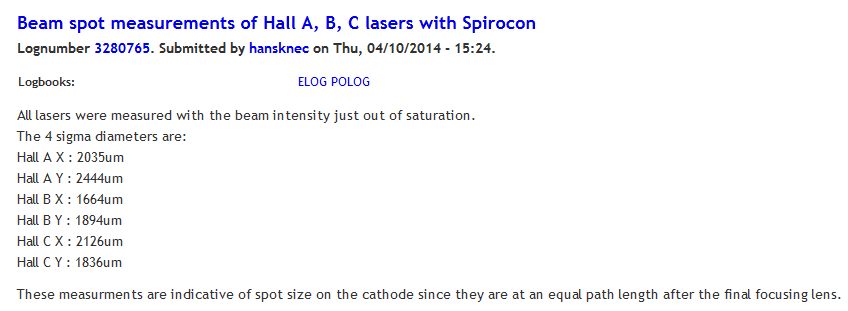 Beam spot measurements of Hall A, B, C lasers with Spirocon
Lognumber 3280765. Submitted by hansknec on Thu, 04/10/2014 - 15:24.
Logbooks: ELOG POLOG
All lasers were measured with the beam intensity just out of saturation.
The 4 sigma diameters are:
Hall A X : 2035um
Hall A Y : 2444um
Hall B X : 1664um
Hall B Y : 1894um
Hall C X : 2126um
Hall C Y : 1836um
These measurments are indicative of spot size on the cathode since they are at an equal path length after the final focusing lens.